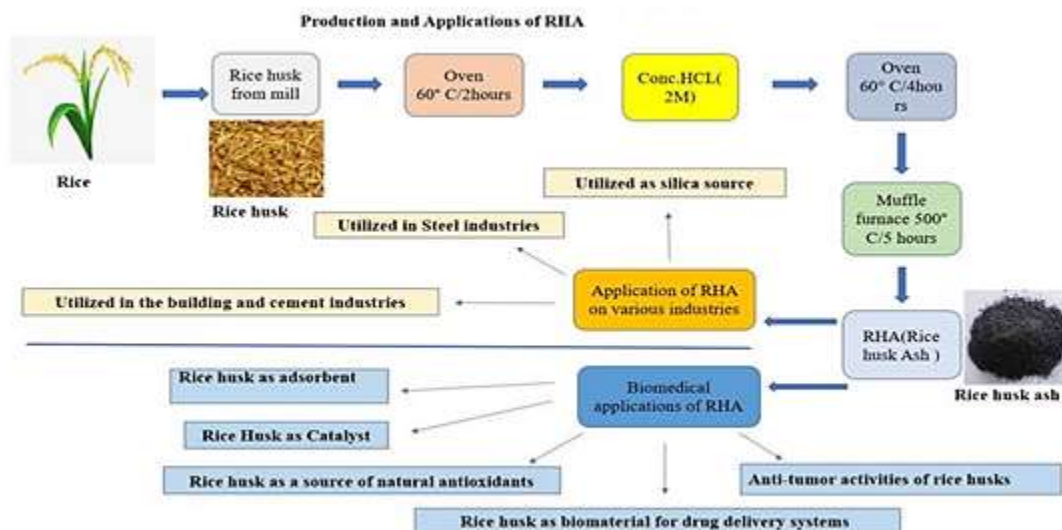 Production and Applications of RHA
Rice husk
from mill
Oven
60° C/2hours
Conc.HCL(
2M)
Oven
60° C/4hou
rs
Rice
Rice husk
Utilized as silica source
Utilized in Steel industries
Muffle
furnace 500°
C/5 hours
Utilized in the building and cement industries
Application of RHA
on various industries
RHA(Rice
husk Ash )
Rice husk ash
Rice husk as adsorbent
Biomedical
applications of RHA
Rice Husk as Catalyst
Rice husk as a source of natural antioxidants
Anti-tumor activities of rice husks
Rice husk as biomaterial for drug delivery systems